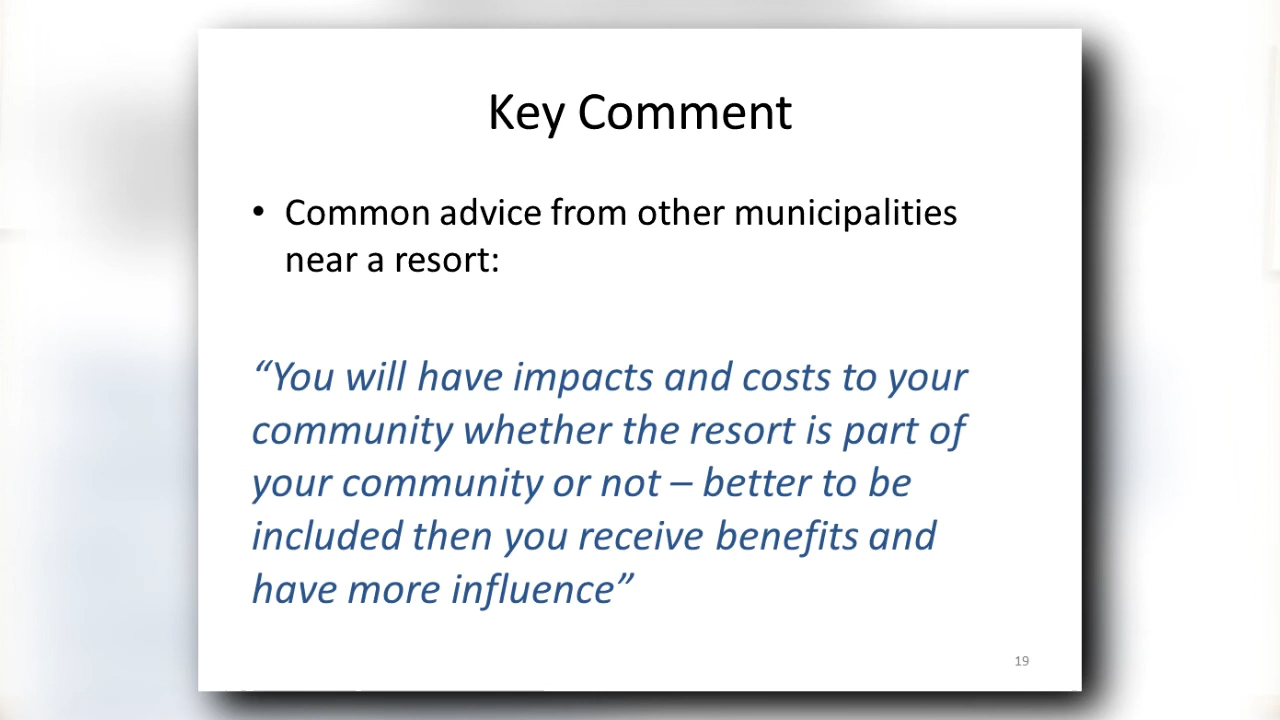 Key Comment
• Common advice from other municipalities
near a resort:
“You will have impacts and costs to your
community whether the resort is part of
your community or not – better to be
included then you receive benefits and
have more influence”
19